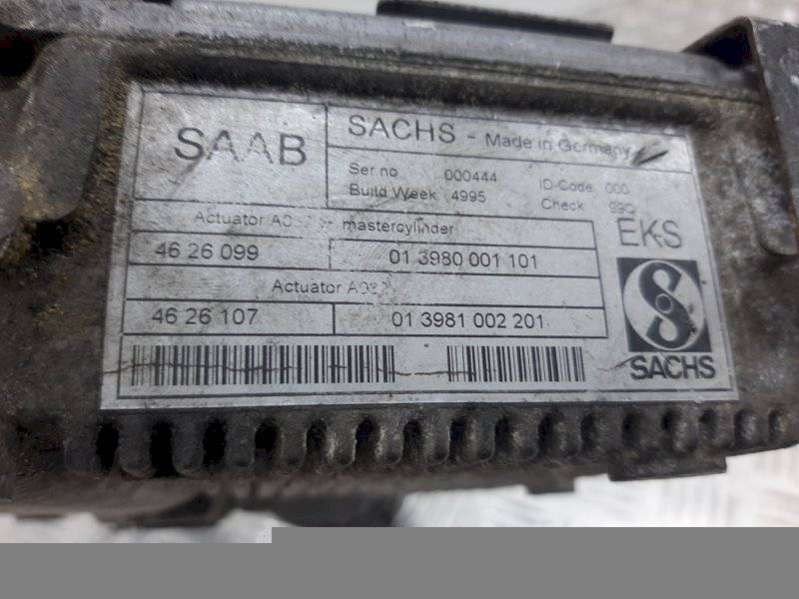 SAAB
SACHS - Made in Germany
Ser no 000444 ID-Code 000
Build Week 4995 Check
Actuator mastercylinder
46 26 099 01 3980 001 101
EKS
Actuator
46 26 107 01 3981 002 201
SACHS